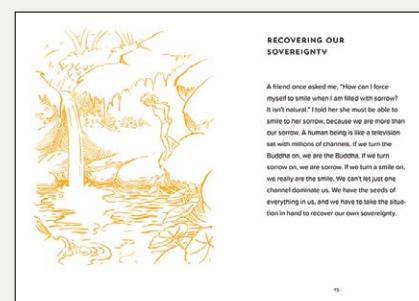 RECOVERING OUR
SOVEREIGNTY
A friend once asked me, "How can I force
myself to smile when I am filled with sorrow?
It isn't natural." I told her she must be able to
smile to her sorrow, because we are more than
our sorrow. A human being is like a television
set with millions of channels. If we turn the
Buddha on, we are the Buddha. If we turn
sorrow on, we are sorrow. If we turn a smile on,
we really are the smile. We can't let just one
channel dominate us. We have the seeds of
everything in us, and we have to take the situa-
tion in hand to recover our own sovereignty.